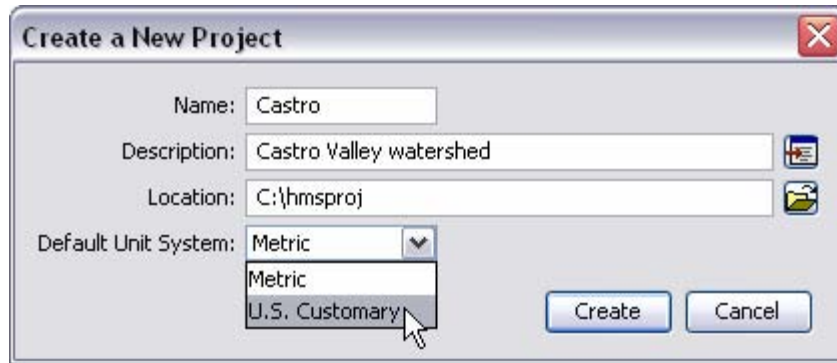 Create a New Project
Name: Castro
Description: Castro Valley watershed
Location: C:\hmsproj
Default Unit System: Metric
Metric
U.S. Customary
Create Cancel